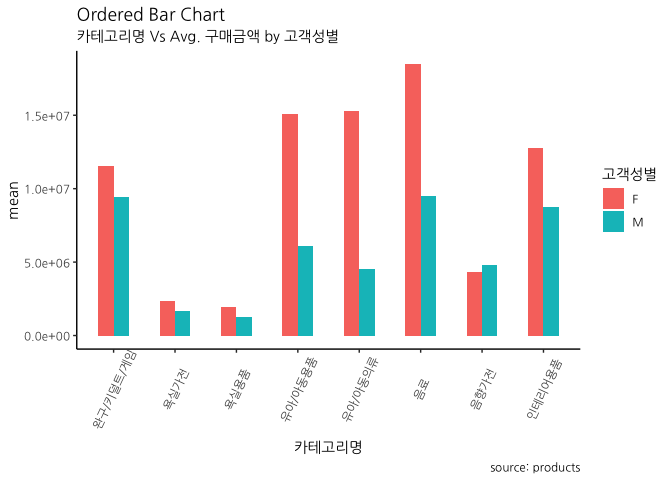 Ordered Bar Chart
카테고리명 Vs Avg. 구매금액 by 고객성별
1.5e+07
1.0e+07
5.0e+06
0.0e+00
mean
고객성별
F
M
완구/키덜트/게임
욕실가전
욕실용품
유아/아동용품
유아/아동의류
음료
음향가전
인테리어용품
카테고리명
source: products